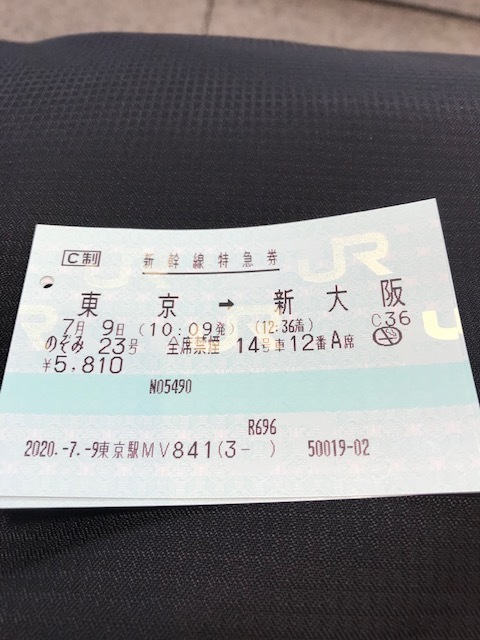 C制 新幹線特急券
東京 → 新大阪
7月 9日 (10:09発) (12:36着) C36
のぞみ 23号 全席禁煙 14号車 12番 A席
¥5,810
N05490
R696
2020.-7.-9東京駅MV841(3- ) 50019-02
JR
JR
JR